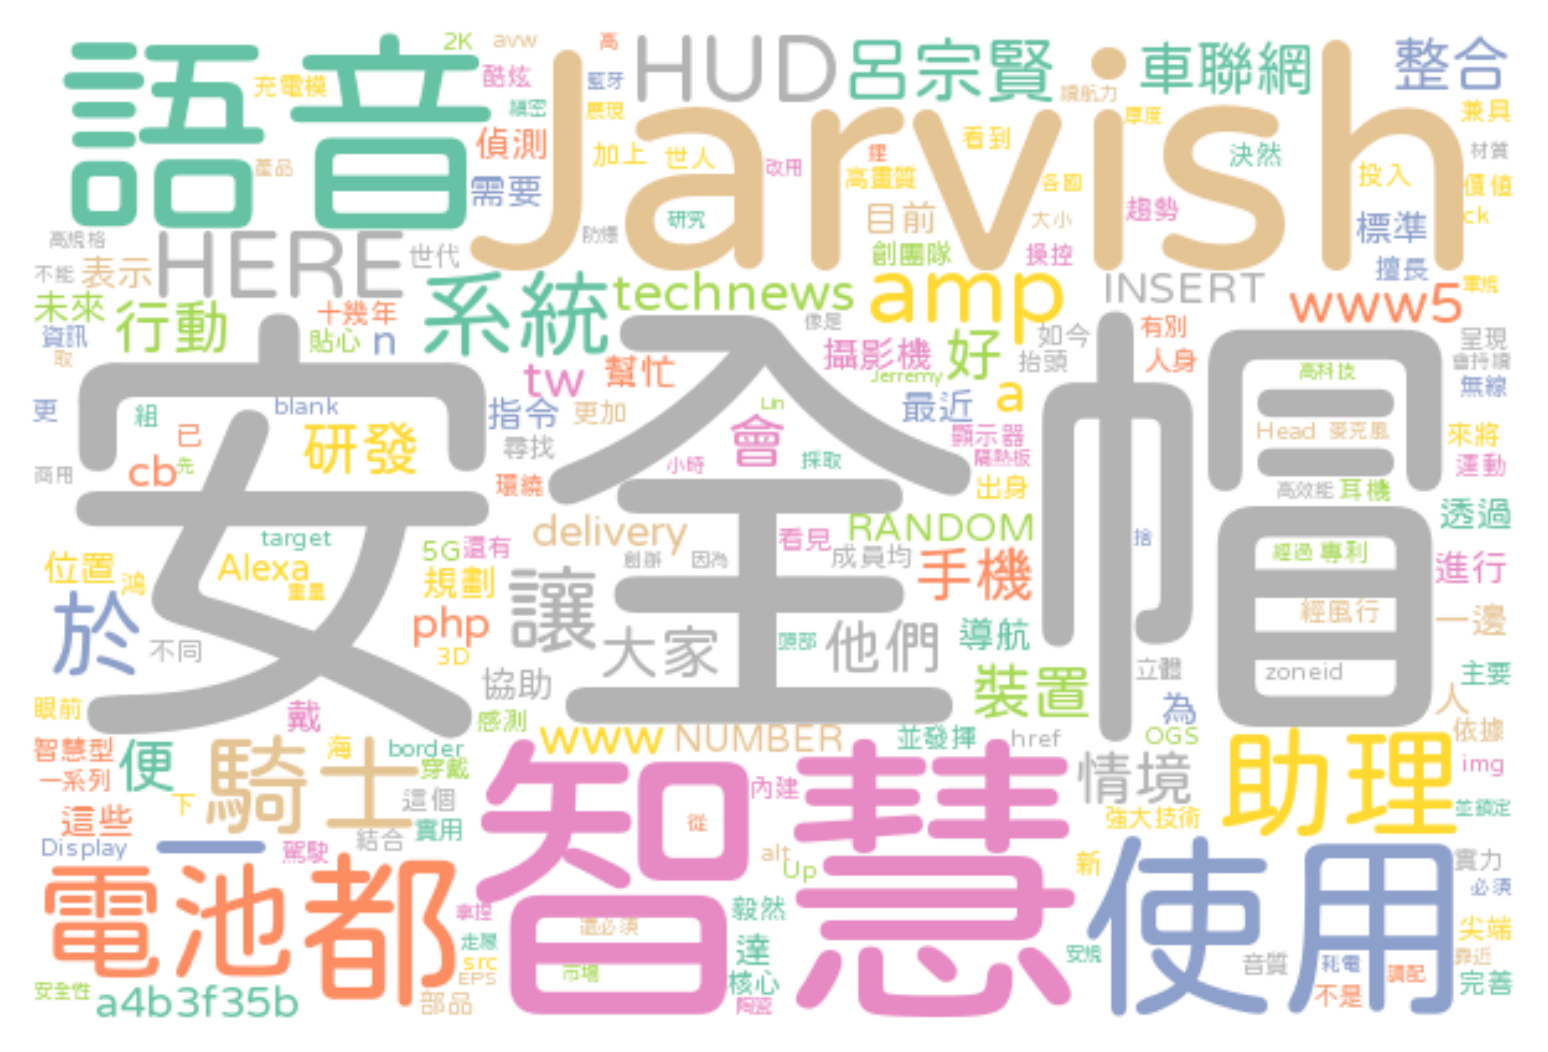 2K avw 高 HUD 呂宗賢 車聯網 整合
語音 充電模 酷炫 藍牙 續航力
Jarvish 展現 厚度 兼具
偵測 加上 世人 改用 鋰 看到 決然 材質
產品 需要 高畫質 各國 投入 價值
研究 目前 大小 趨勢 標準 ck
高規格 HERE 世代 防爆 創團隊 操控 擅長
不能 表示 系統 technews amp INSERT www5 軍規
未來 行動 十幾年 像是 如今 有別
資訊 貼心 n 攝影機 好 抬頭 人身 呈現
取 tw 幫忙 Jerremy 會持續
安全帽 高科技 無線
更 組 blank 指令 更加 Lin 最近 a
已 研發 尋找 會 顯示器 Head 麥克風 來將
商用 cb 先 小時 採取 隔熱板 運動
環繞 出身 高效能 耳機
target delivery 看見 RANDOM 捨 透過
5G 還有 創辦 因為 成員均 經過 專利
位置 鴻 Alexa 重量 規劃 手機 進行
於 php 讓 大家 頭部 他們 導航 經風行 一邊
不同 3D 協助 裝置 立體 zoneid 主要
眼前 戴 感測 為 人
智慧型 便 騎士 海 border www NUMBER 並發揮 href OGS 助理 依據
一系列 穿戴 智慧 內建 情境 img
下 這個 強大技術 並鎖定
這些 結合 實用 從
Display 一 駕駛 alt Up 新 實力
電池 都 使用 必須
拿捏 還必須 毅然 尖端
走隱 達 安規 音質 耗電 靠近
src EPS 市場 核心 調配
安全性 a4b3f35b 部品 陶瓷 不是 完善